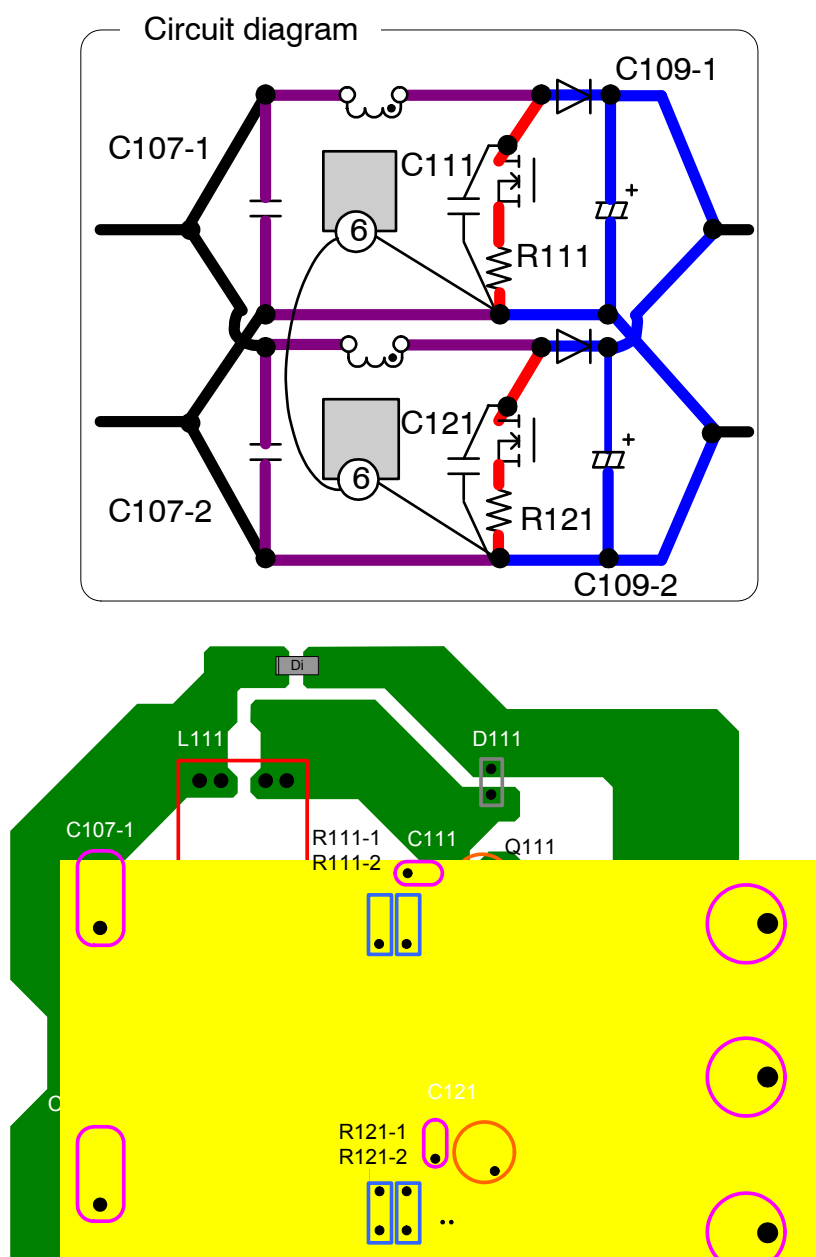 Circuit diagram
C109-1
C107-1
C111
6
+
R111
C121
6
+
C107-2
R121
C109-2
Di
L111
D111
C107-1
R111-1
C111
Q111
R111-2
C
C121
R121-1
R121-2